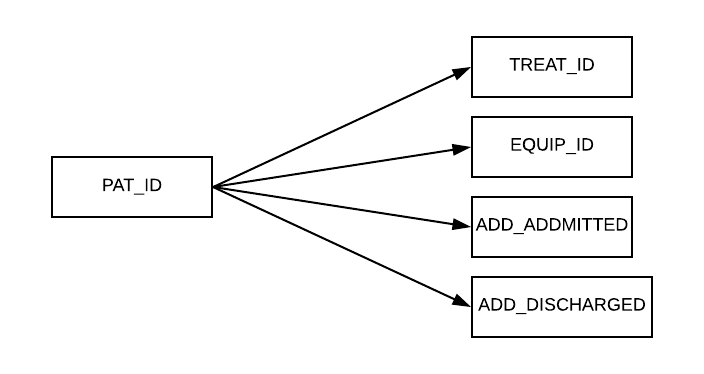 TREAT_ID
EQUIP_ID
PAT_ID
ADD_ADDMITTED
ADD_DISCHARGED